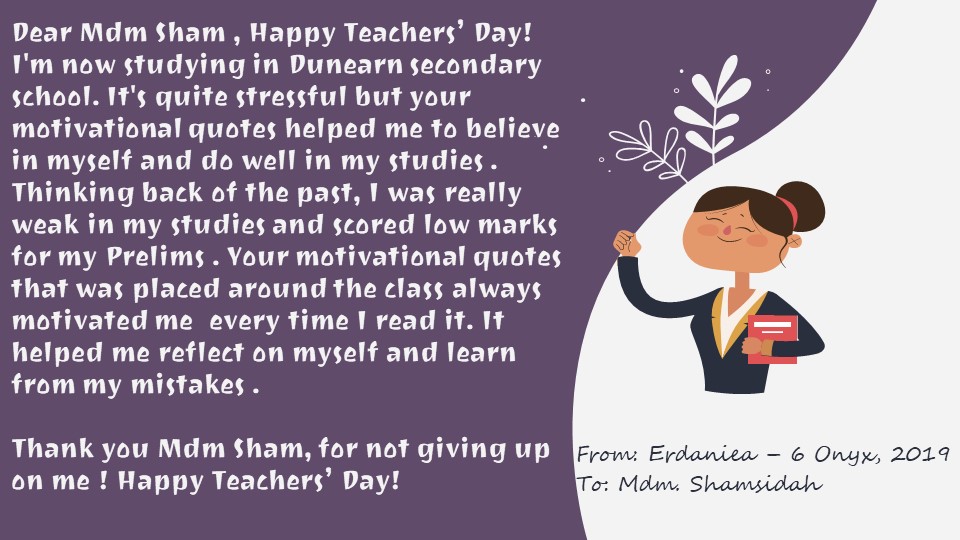 Dear Mdm Sham , Happy Teachers’ Day!
I'm now studying in Dunearn secondary
school. It's quite stressful but your
motivational quotes helped me to believe
in myself and do well in my studies .
Thinking back of the past, I was really
weak in my studies and scored low marks
for my Prelims . Your motivational quotes
that was placed around the class always
motivated me  every time I read it. It
helped me reflect on myself and learn
from my mistakes .
Thank you Mdm Sham, for not giving up
on me ! Happy Teachers’ Day!
From: Erdaniea – 6 Onyx, 2019
To: Mdm. Shamsidah